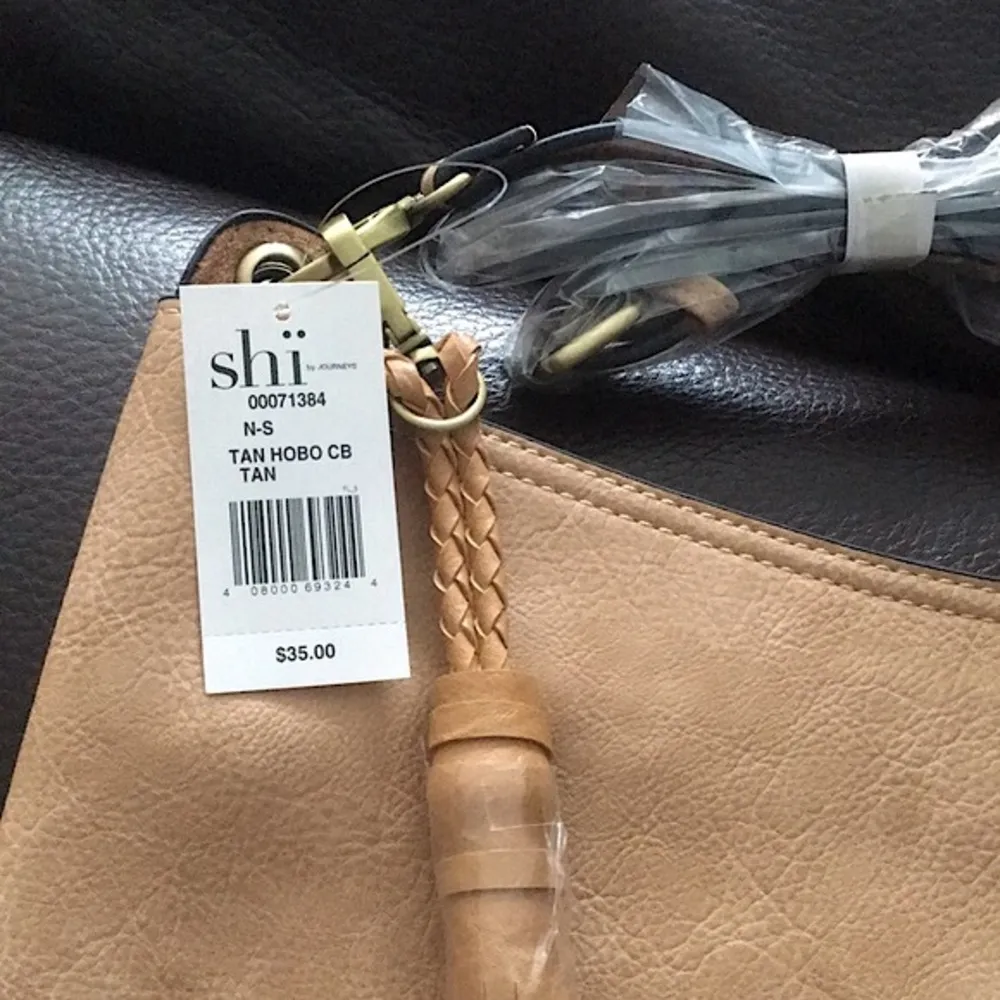 shï by JOURNEYS
00071384
N-S
TAN HOBO CB
TAN
4 08000 69324 4
$35.00